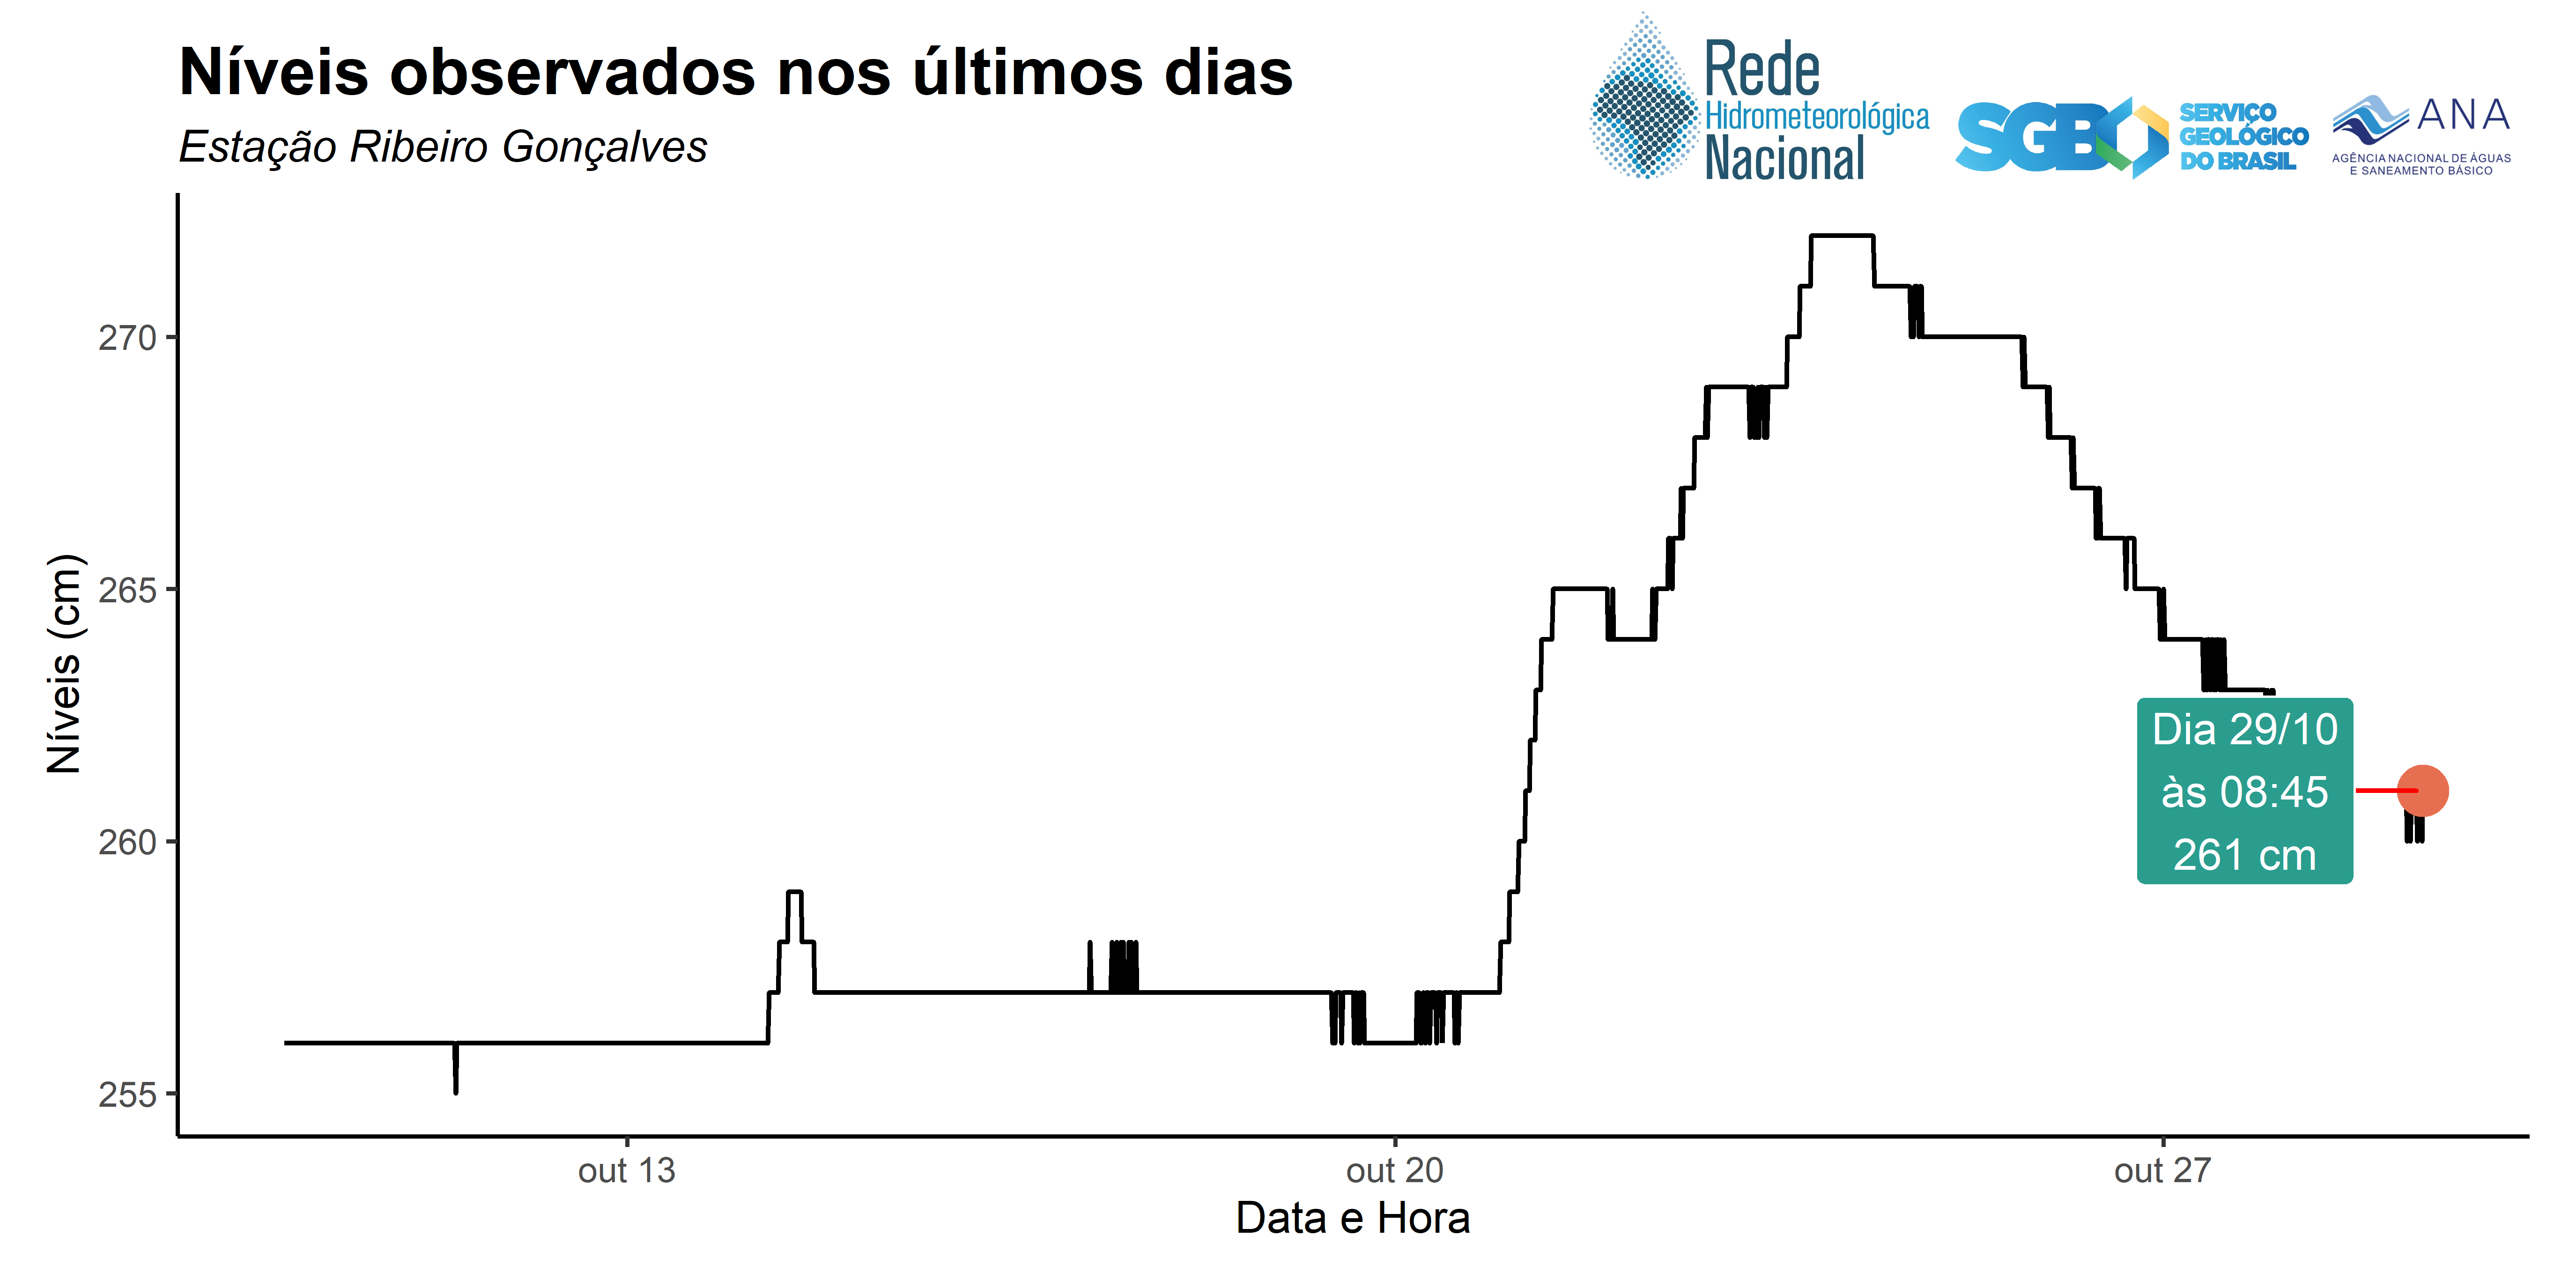 Níveis observados nos últimos dias
Estação Ribeiro Gonçalves
Rede
Hidrometeorológica
Nacional
SGB
SERVIÇO
GEOLÓGICO
DO BRASIL
ANA
AGÊNCIA NACIONAL DE ÁGUAS
E SANEAMENTO BÁSICO
Níveis (cm)
270
265
260
255
Dia 29/10
às 08:45
261 cm
out 13
out 20
out 27
Data e Hora